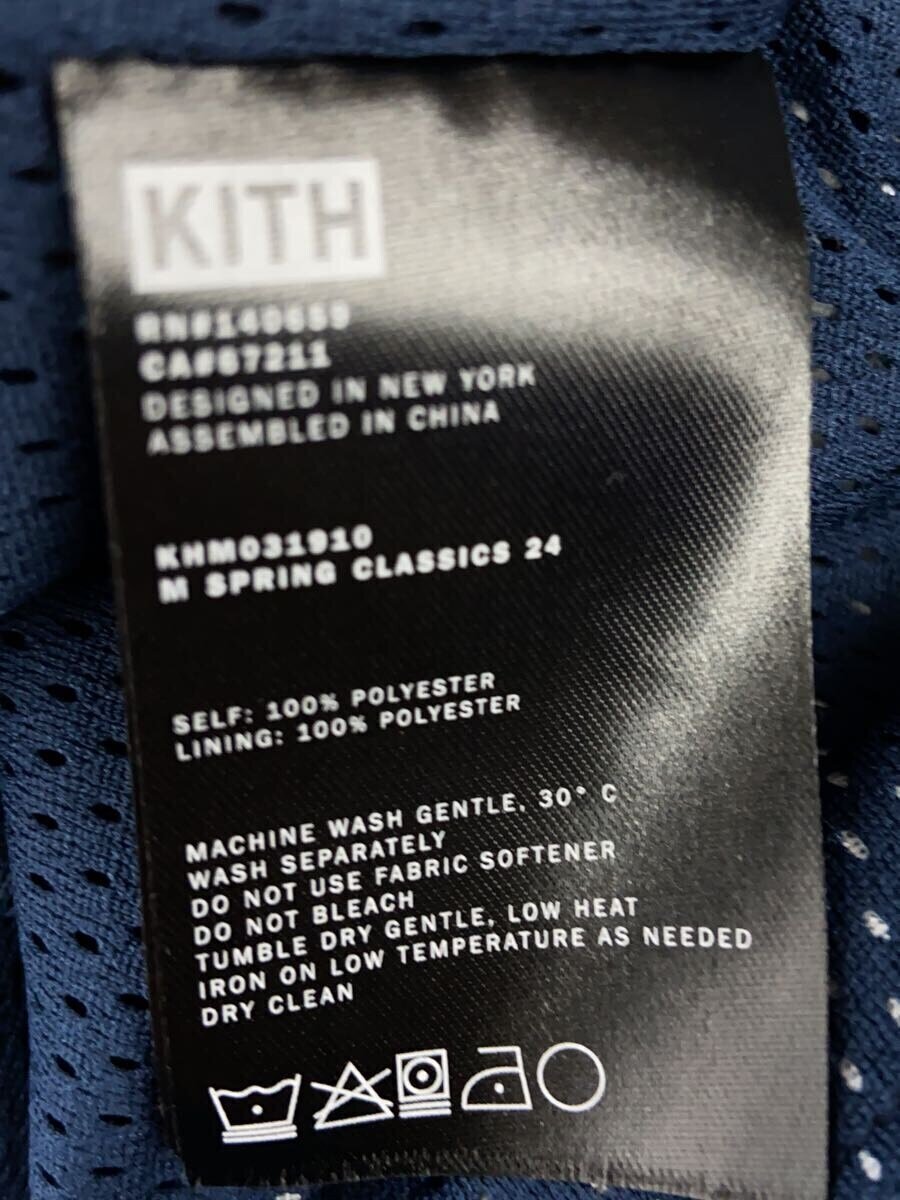 KITH
CA#67211
DESIGNED IN NEW YORK
ASSEMBLED IN CHINA
KHM031910
M SPRING CLASSICS 24
SELF: 100% POLYESTER
LINING: 100% POLYESTER
MACHINE WASH GENTLE, 30° C
WASH SEPARATELY
DO NOT USE FABRIC SOFTENER
DO NOT BLEACH
TUMBLE DRY GENTLE, LOW HEAT
IRON ON LOW TEMPERATURE AS NEEDED
DRY CLEAN